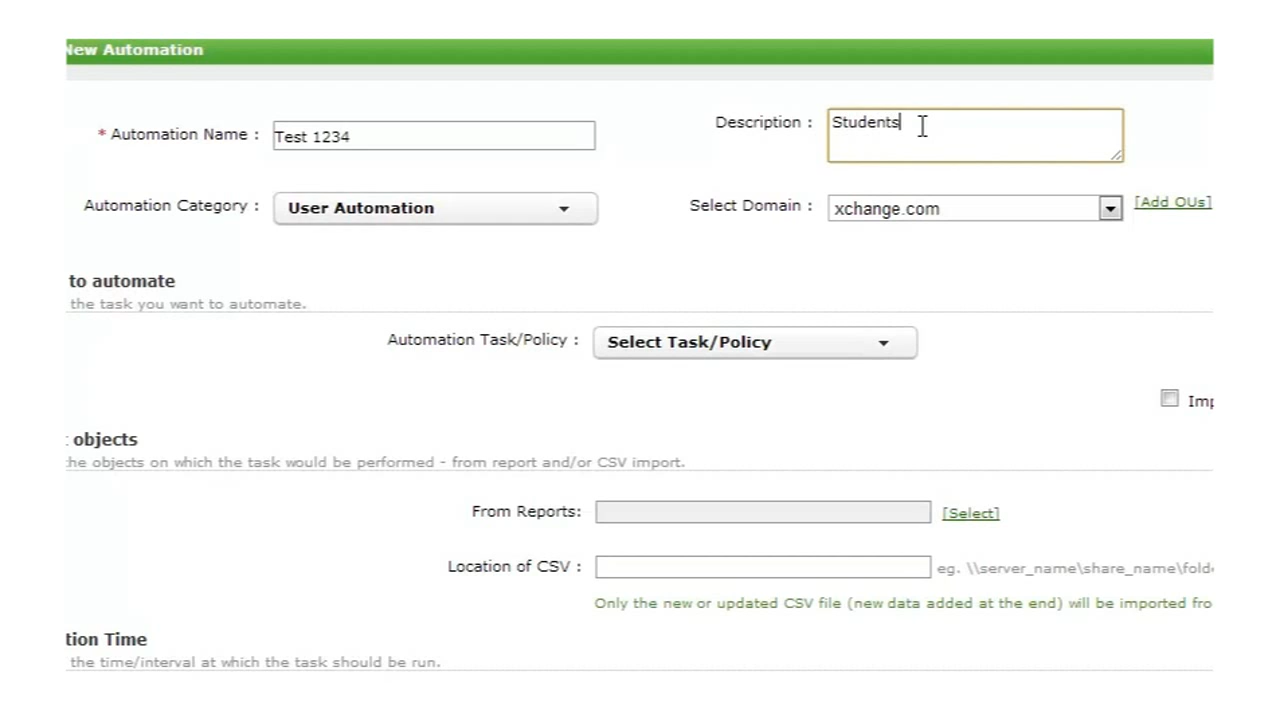 New Automation
* Automation Name : Test 1234
Description : Students
Automation Category : User Automation
Select Domain : xchange.com [Add OUs]
to automate
the task you want to automate.
Automation Task/Policy : Select Task/Policy
objects
the objects on which the task would be performed - from report and/or CSV import.
From Reports: [Select]
Location of CSV : eg. \\server_name\share_name\fold
Only the new or updated CSV file (new data added at the end) will be imported fro
tion Time
the time/interval at which the task should be run.